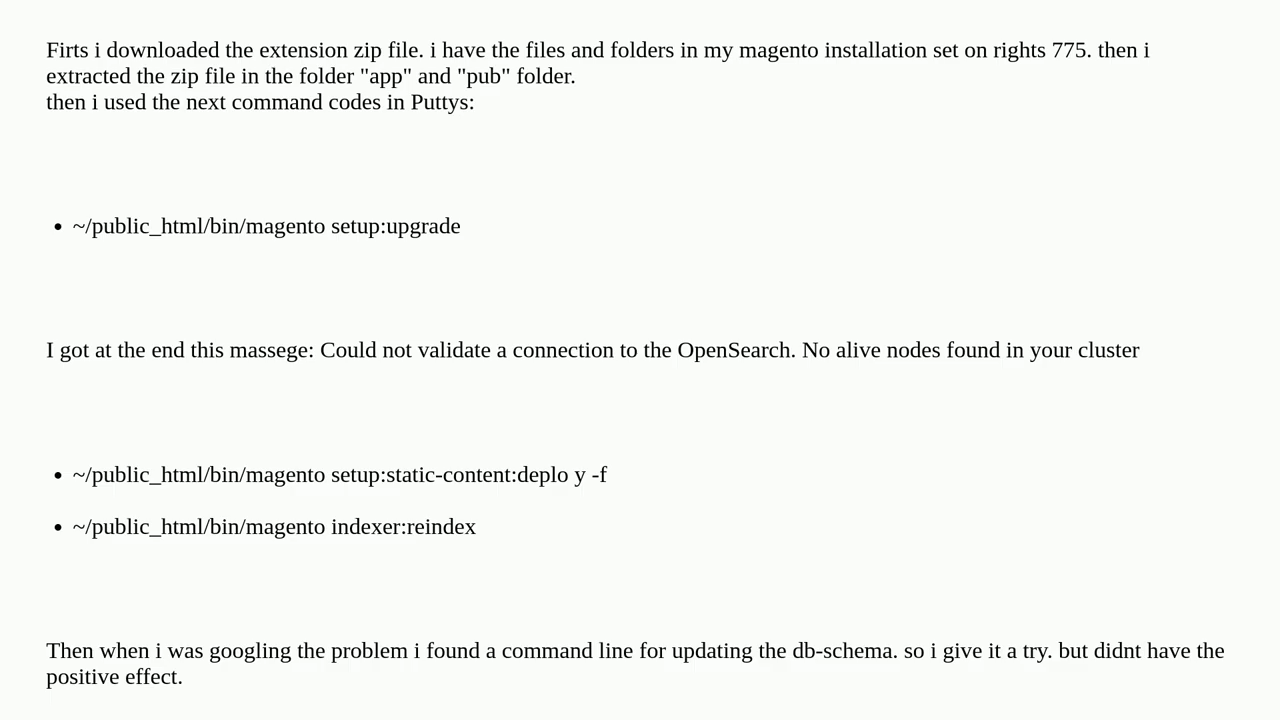 Firts i downloaded the extension zip file. i have the files and folders in my magento installation set on rights 775. then i
extracted the zip file in the folder "app" and "pub" folder.
then i used the next command codes in Puttys:
• ~/public_html/bin/magento setup:upgrade
I got at the end this massege: Could not validate a connection to the OpenSearch. No alive nodes found in your cluster
• ~/public_html/bin/magento setup:static-content:deplo y -f
• ~/public_html/bin/magento indexer:reindex
Then when i was googling the problem i found a command line for updating the db-schema. so i give it a try. but didnt have the
positive effect.